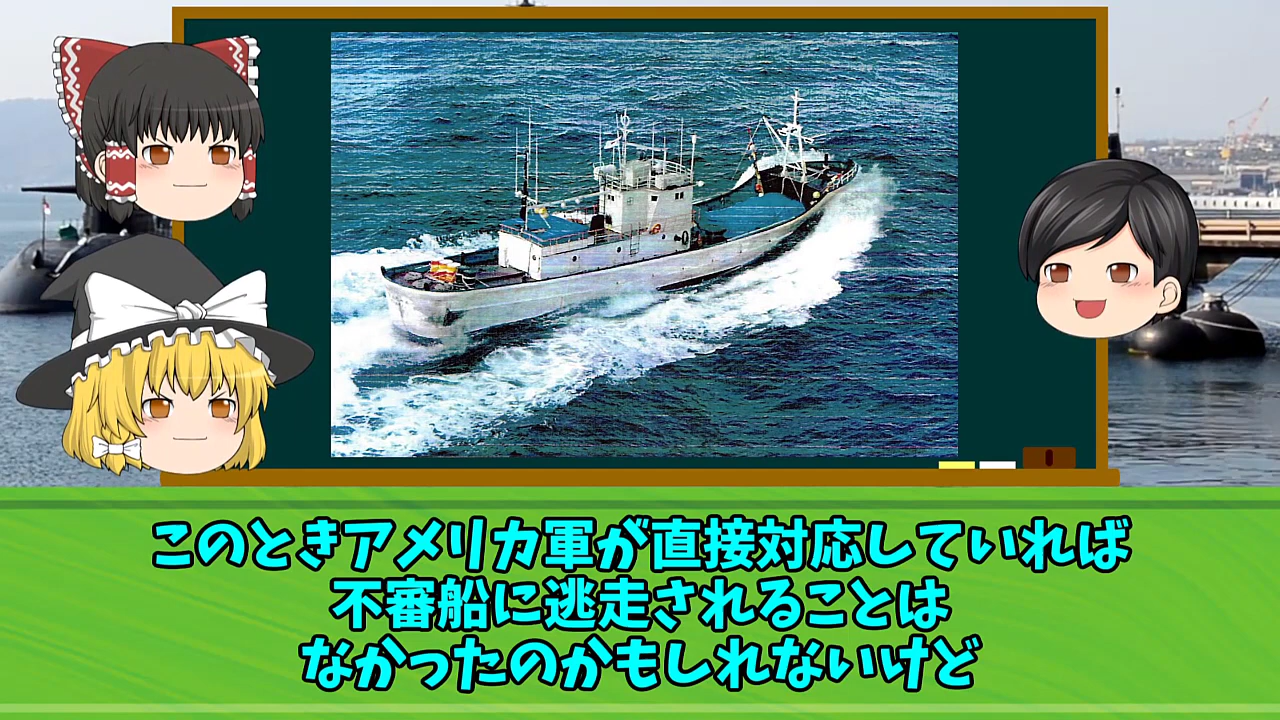 このときアメリカ軍が直接対応していれば
不審船に逃走されることは
なかったのかもしれないけど